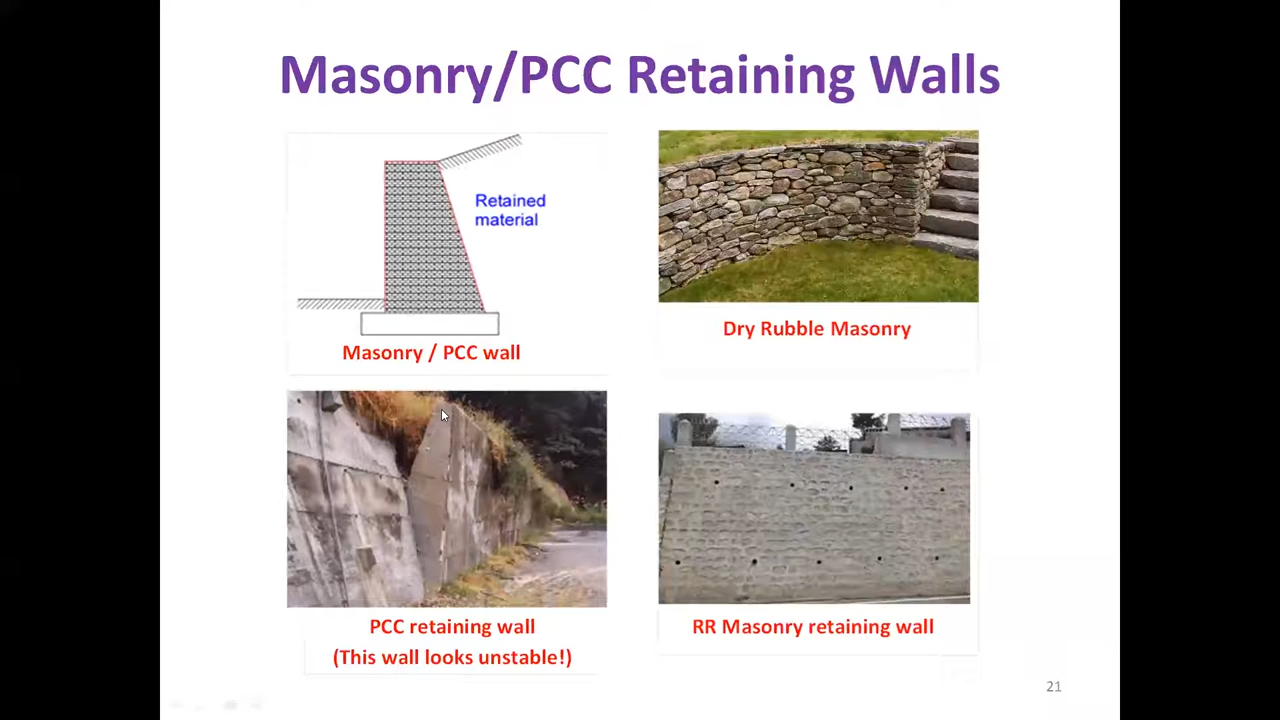 Masonry/PCC Retaining Walls
Retained
material
Masonry / PCC wall
Dry Rubble Masonry
PCC retaining wall
(This wall looks unstable!)
RR Masonry retaining wall
21